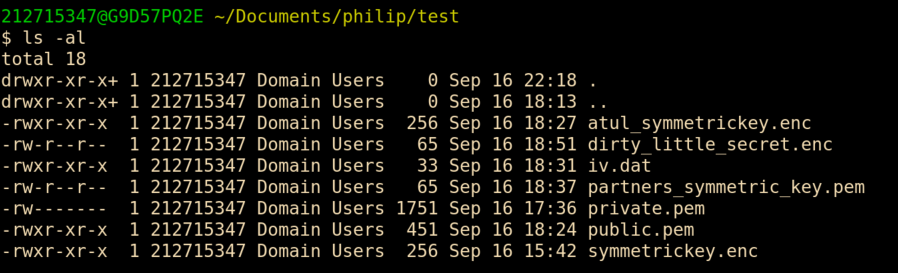 212715347@G9D57PQ2E ~/Documents/philip/test
$ ls -al
total 18
drwxr-xr-x+ 1 212715347 Domain Users    0 Sep 16 22:18 .
drwxr-xr-x+ 1 212715347 Domain Users    0 Sep 16 18:13 ..
-rwxr-xr-x  1 212715347 Domain Users  256 Sep 16 18:27 atul_symmetrickey.enc
-rw-r--r--  1 212715347 Domain Users   65 Sep 16 18:51 dirty_little_secret.enc
-rwxr-xr-x  1 212715347 Domain Users   33 Sep 16 18:31 iv.dat
-rw-r--r--  1 212715347 Domain Users   65 Sep 16 18:37 partners_symmetric_key.pem
-rw-------  1 212715347 Domain Users 1751 Sep 16 17:36 private.pem
-rwxr-xr-x  1 212715347 Domain Users  451 Sep 16 18:24 public.pem
-rwxr-xr-x  1 212715347 Domain Users  256 Sep 16 15:42 symmetrickey.enc